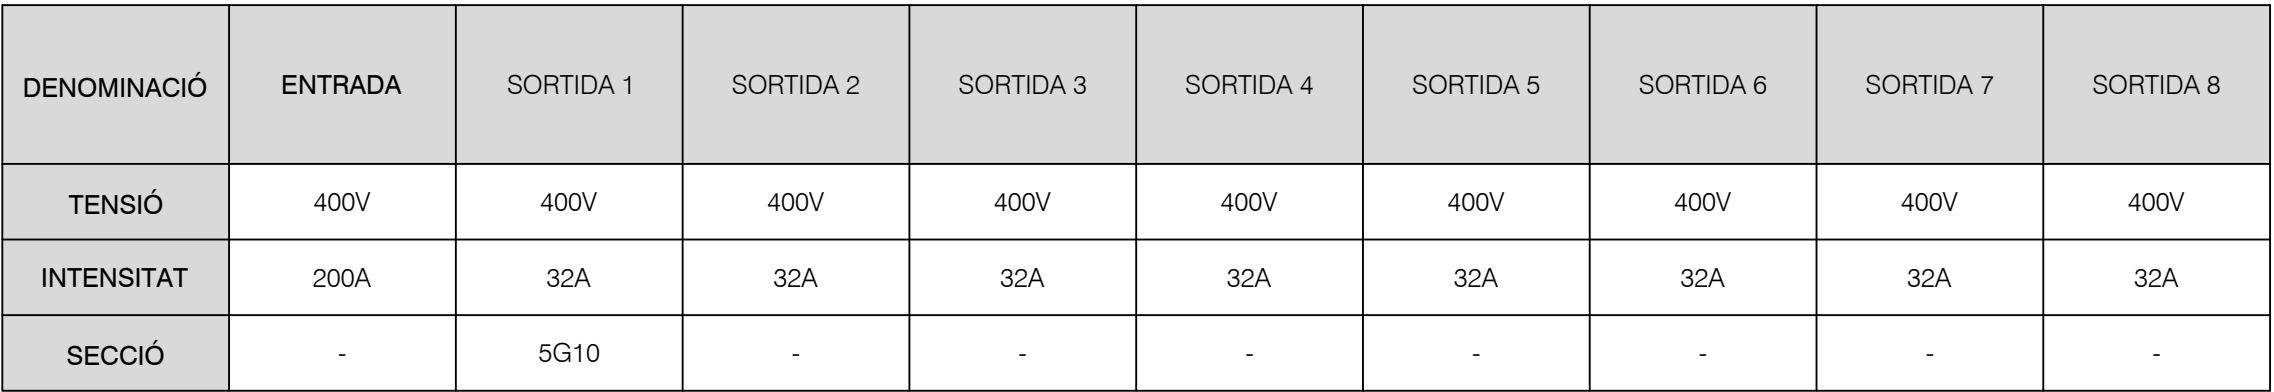 DENOMINACIÓ ENTRADA SORTIDA 1 SORTIDA 2 SORTIDA 3 SORTIDA 4 SORTIDA 5 SORTIDA 6 SORTIDA 7 SORTIDA 8
TENSIÓ 400V 400V 400V 400V 400V 400V 400V 400V 400V
INTENSITAT 200A 32A 32A 32A 32A 32A 32A 32A 32A
SECCIÓ - 5G10 - - - - - - -